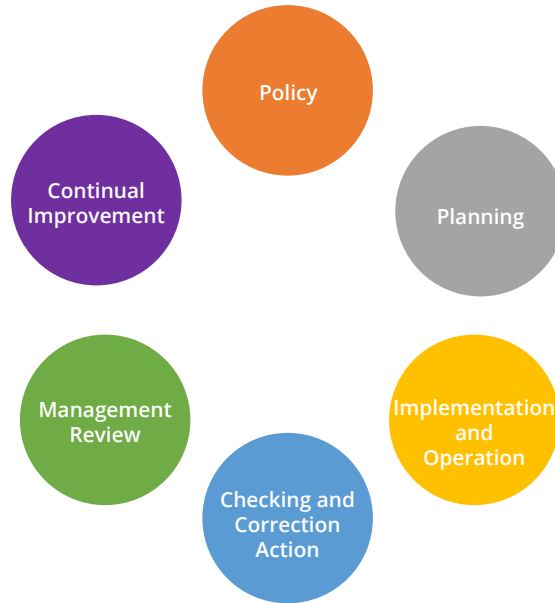 Policy
Continual
Improvement
Planning
Management
Review
Implementation
and
Operation
Checking and
Correction
Action